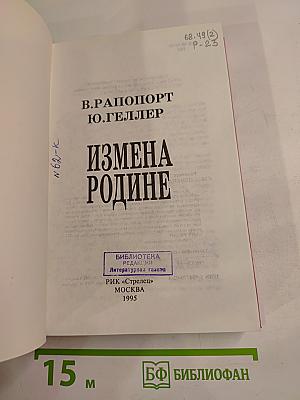 68.49(2)
Р-23
В.РАПОПОРТ
Ю.ГЕЛЛЕР
ИЗМЕНА
РОДИНЕ
№62-к
БИБЛИОТЕКА
РЕДАКЦИИ
Литературная газета
РИК «Стрелец»
МОСКВА
1995
15 м
БФ БИБЛИОФАН